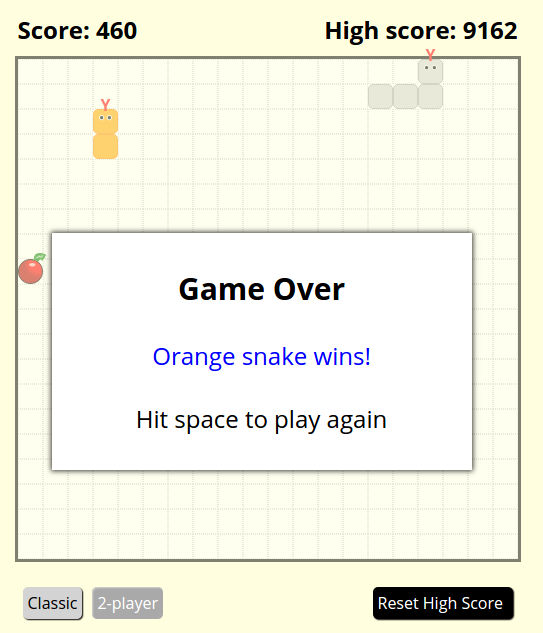 Score: 460
High score: 9162
Game Over
Orange snake wins!
Hit space to play again
Classic
2-player
Reset High Score